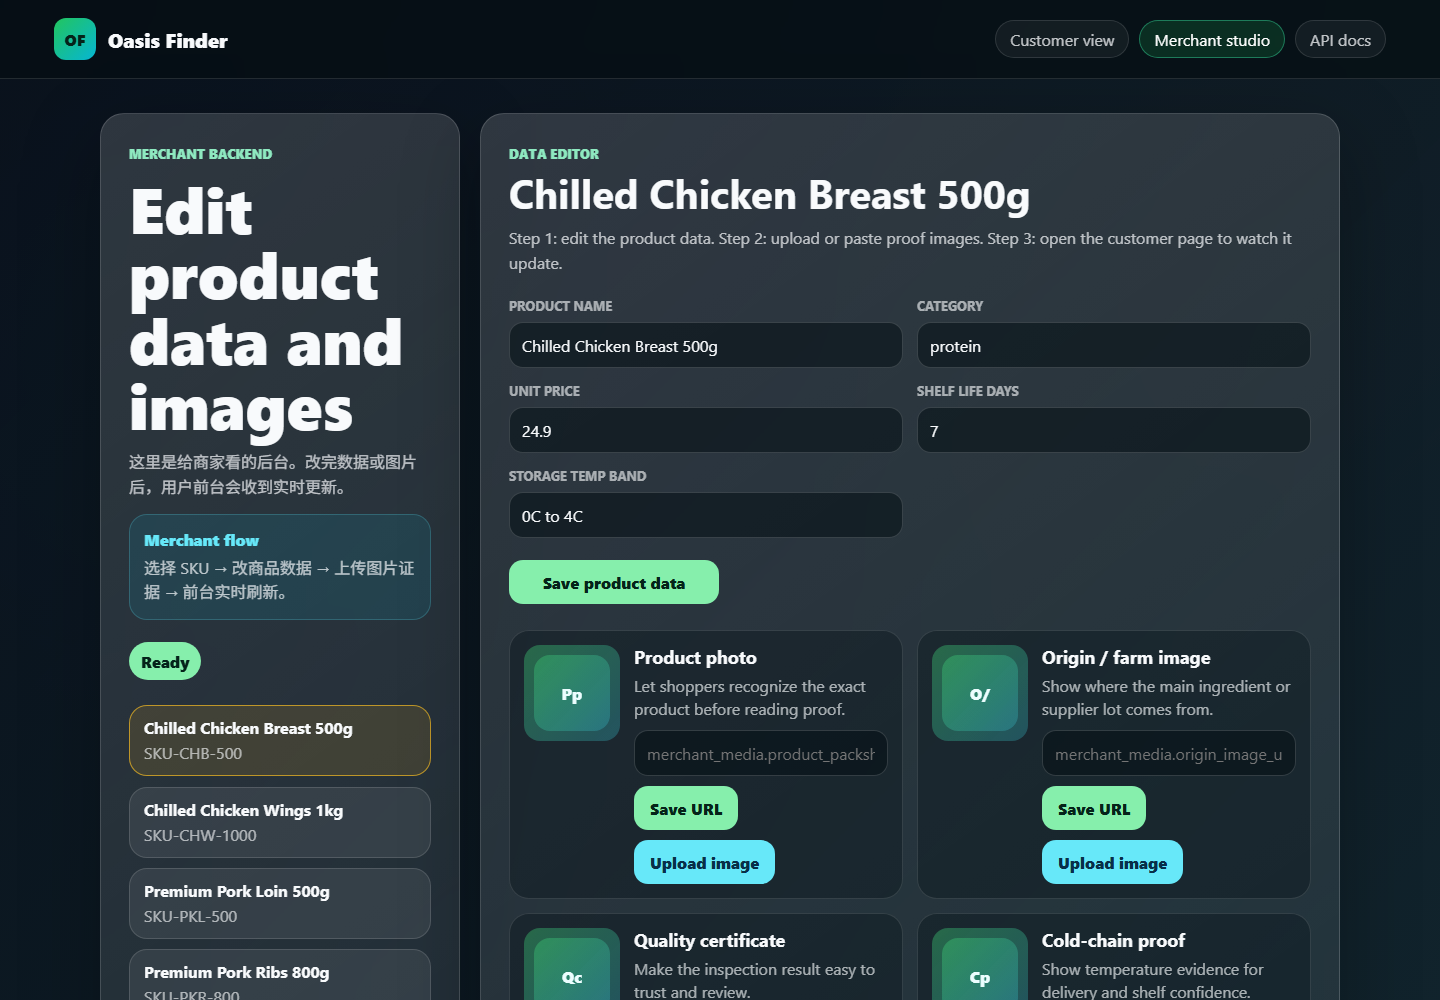 OF
Oasis Finder
Customer view
Merchant studio
API docs
MERCHANT BACKEND
Edit
product
data and
images
这里是给商家看的后台。改完数据或图片
后，用户前台会收到实时更新。
Merchant flow
选择 SKU → 改商品数据 → 上传图片证
据 → 前台实时刷新。
Ready
Chilled Chicken Breast 500g
SKU-CHB-500
Chilled Chicken Wings 1kg
SKU-CHW-1000
Premium Pork Loin 500g
SKU-PKL-500
Premium Pork Ribs 800g
SKU-PKR-800
DATA EDITOR
Chilled Chicken Breast 500g
Step 1: edit the product data. Step 2: upload or paste proof images. Step 3: open the customer page to watch it
update.
PRODUCT NAME
Chilled Chicken Breast 500g
CATEGORY
protein
UNIT PRICE
24.9
SHELF LIFE DAYS
7
STORAGE TEMP BAND
0C to 4C
Save product data
Pp
Product photo
Let shoppers recognize the exact
product before reading proof.
merchant_media.product_packsh
Save URL
Upload image
O/
Origin / farm image
Show where the main ingredient or
supplier lot comes from.
merchant_media.origin_image_u
Save URL
Upload image
Qc
Quality certificate
Make the inspection result easy to
trust and review.
Cp
Cold-chain proof
Show temperature evidence for
delivery and shelf confidence.